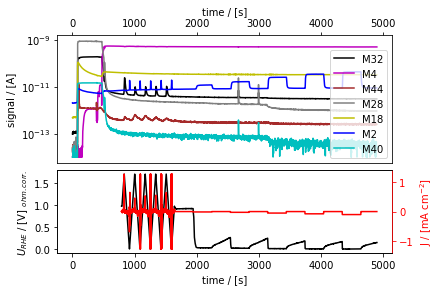 time / [s]
0 1000 2000 3000 4000 5000
10⁻⁹
10⁻¹¹
10⁻¹³
signal / [A]
M32
M4
M44
M28
M18
M2
M40
1.5
1.0
0.5
0.0
U_RHE / [V] ohm. corr.
1
0
−1
J / [mA cm⁻²]
0 1000 2000 3000 4000 5000
time / [s]